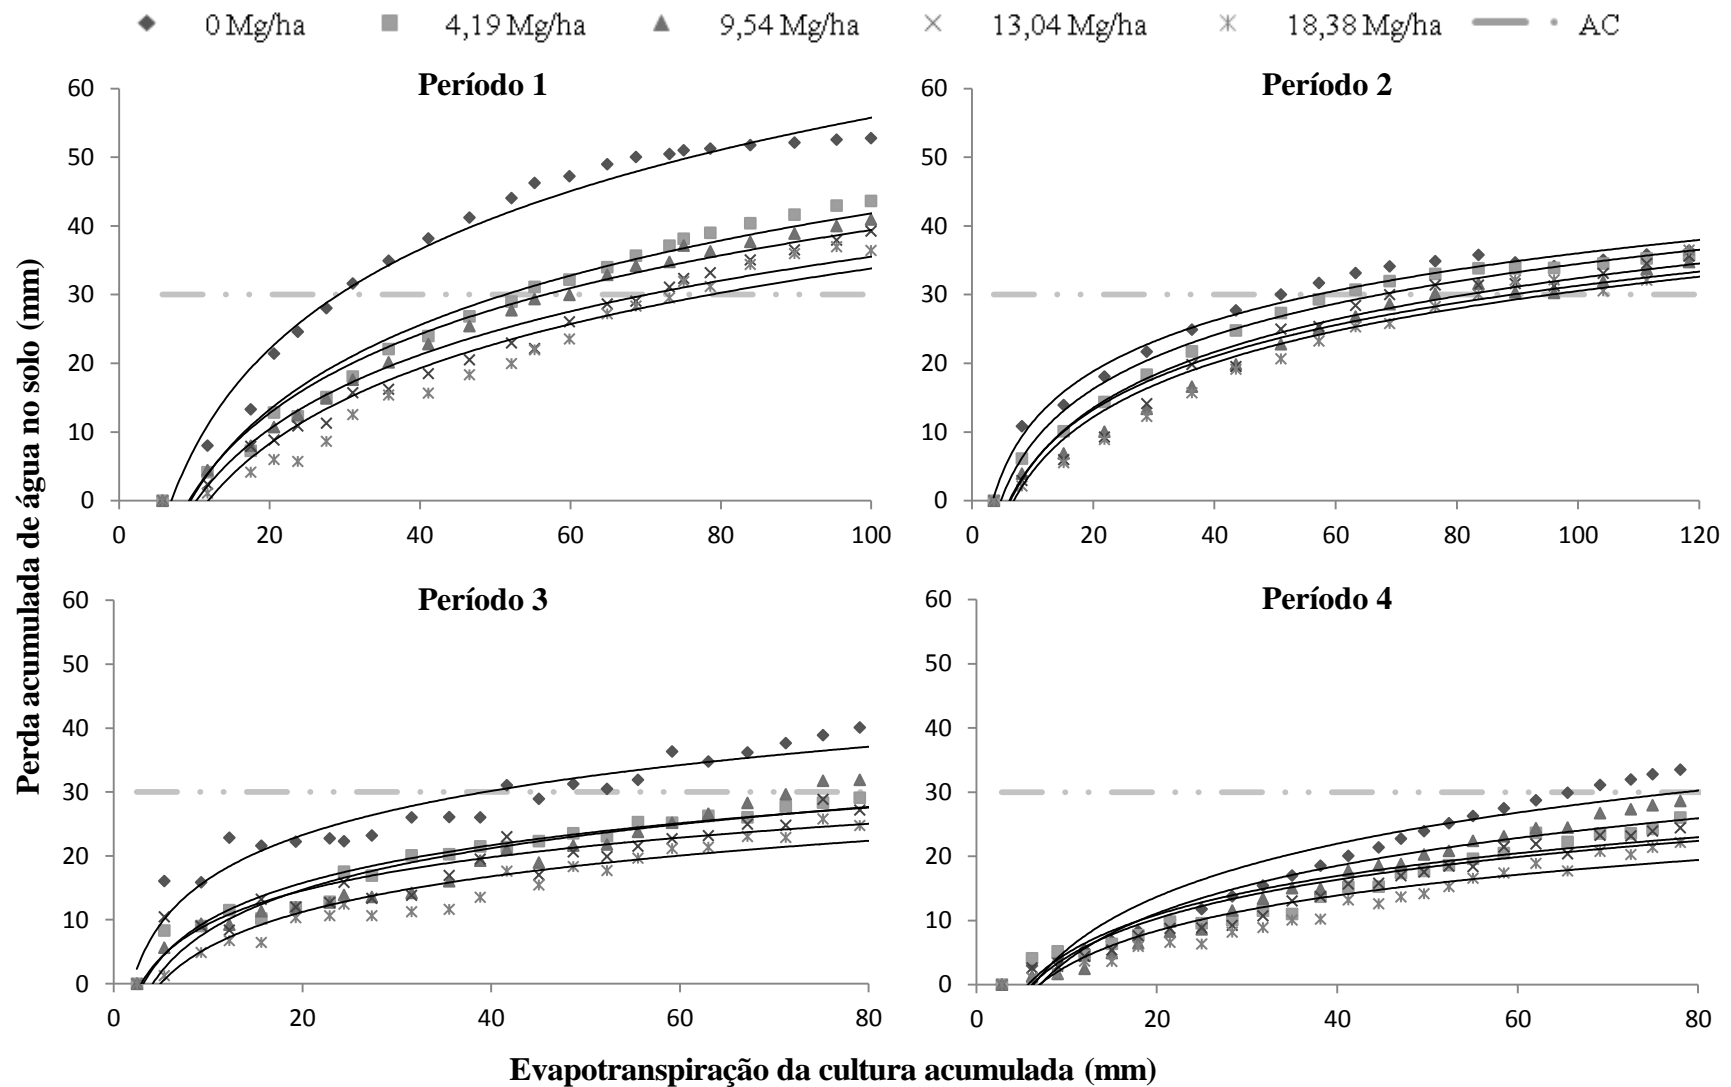 0 Mg/ha 4,19 Mg/ha 9,54 Mg/ha 13,04 Mg/ha 18,38 Mg/ha AC
Perda acumulada de água no solo (mm)
Período 1
60
50
40
30
20
10
0
0 20 40 60 80 100
Período 2
60
50
40
30
20
10
0
0 20 40 60 80 100 120
Período 3
60
50
40
30
20
10
0
0 20 40 60 80
Período 4
60
50
40
30
20
10
0
0 20 40 60 80
Evapotranspiração da cultura acumulada (mm)